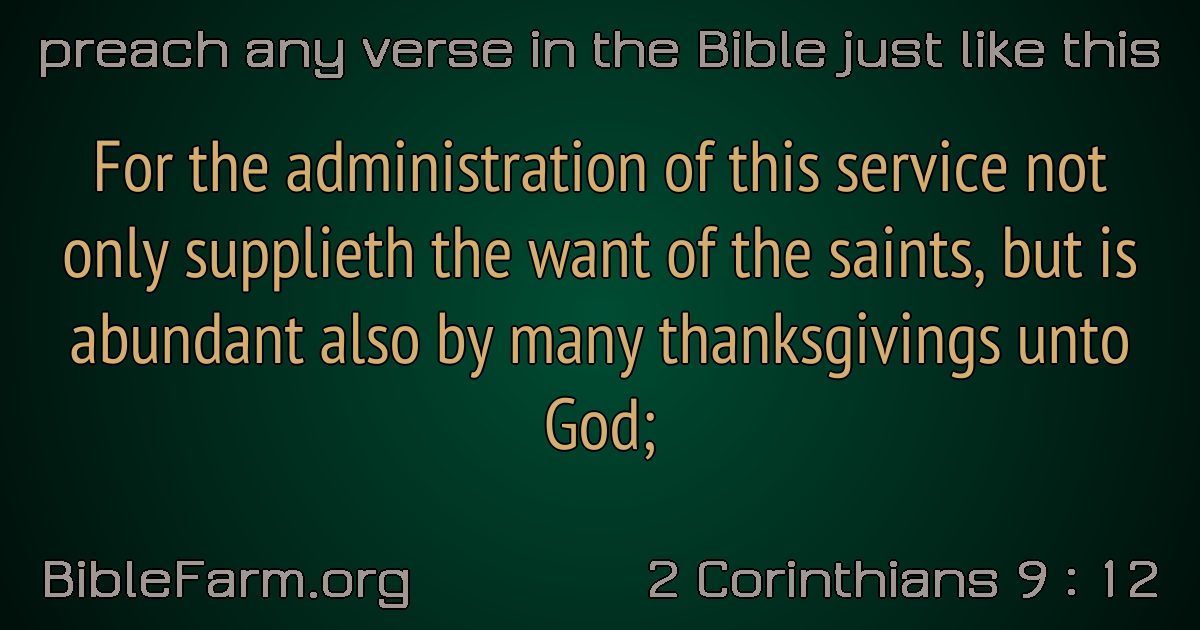 preach any verse in the Bible just like this
For the administration of this service not
only supplieth the want of the saints, but is
abundant also by many thanksgivings unto
God;
BibleFarm.org
2 Corinthians 9 : 12